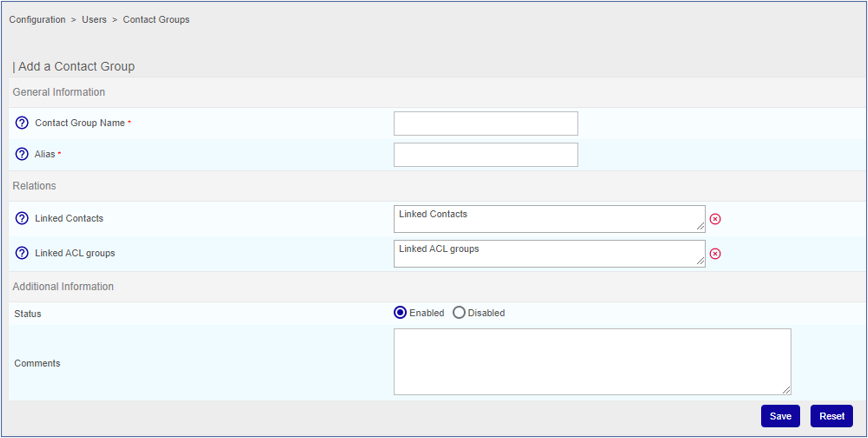 Configuration > Users > Contact Groups
| Add a Contact Group
General Information
? Contact Group Name *
? Alias *
Relations
? Linked Contacts Linked Contacts
? Linked ACL groups Linked ACL groups
Additional Information
Status Enabled Disabled
Comments
Save Reset